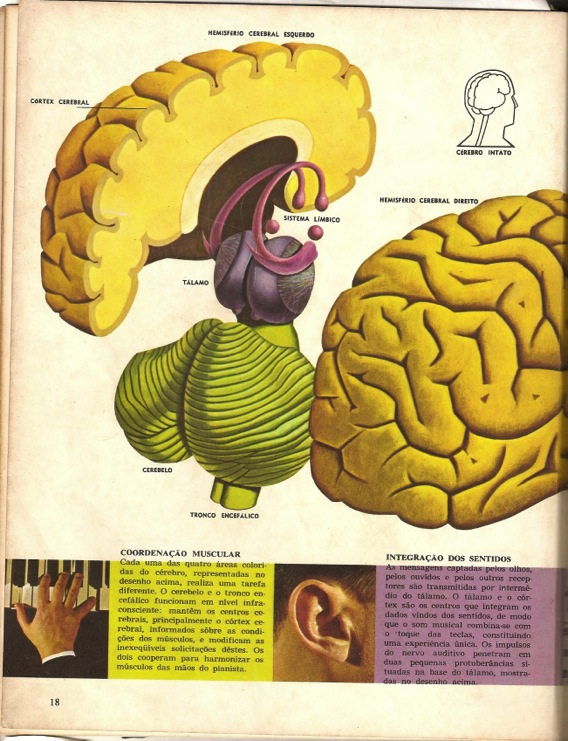 HEMISFÉRIO CEREBRAL ESQUERDO
CÓRTEX CEREBRAL
CÉREBRO INTATO
HEMISFÉRIO CEREBRAL DIREITO
SISTEMA LÍMBICO
TÁLAMO
CEREBELO
TRONCO ENCEFÁLICO
COORDENAÇÃO MUSCULAR
Cada uma das quatro áreas colori-
das do cérebro, representadas no
desenho acima, realiza uma tarefa
diferente. O cerebelo e o tronco en-
cefálico funcionam em nível infra-
consciente: mantêm os centros ce-
rebrais, principalmente o córtex ce-
rebral, informados sôbre as condi-
ções dos músculos, e modificam as
inexeqüíveis solicitações dêstes. Os
dois cooperam para harmonizar os
músculos das mãos do pianista.
INTEGRAÇÃO DOS SENTIDOS
As mensagens captadas pelos olhos,
pelos ouvidos e pelos outros recep-
tores são transmitidas por intermé-
dio do tálamo. O tálamo e o cór-
tex são os centros que integram os
dados vindos dos sentidos, de modo
que o som musical combina-se com
o toque das teclas, constituindo
uma experiência única. Os impulsos
do nervo auditivo penetram em
duas pequenas protuberâncias si-
tuadas na base do tálamo, mostra-
das no desenho acima.
18